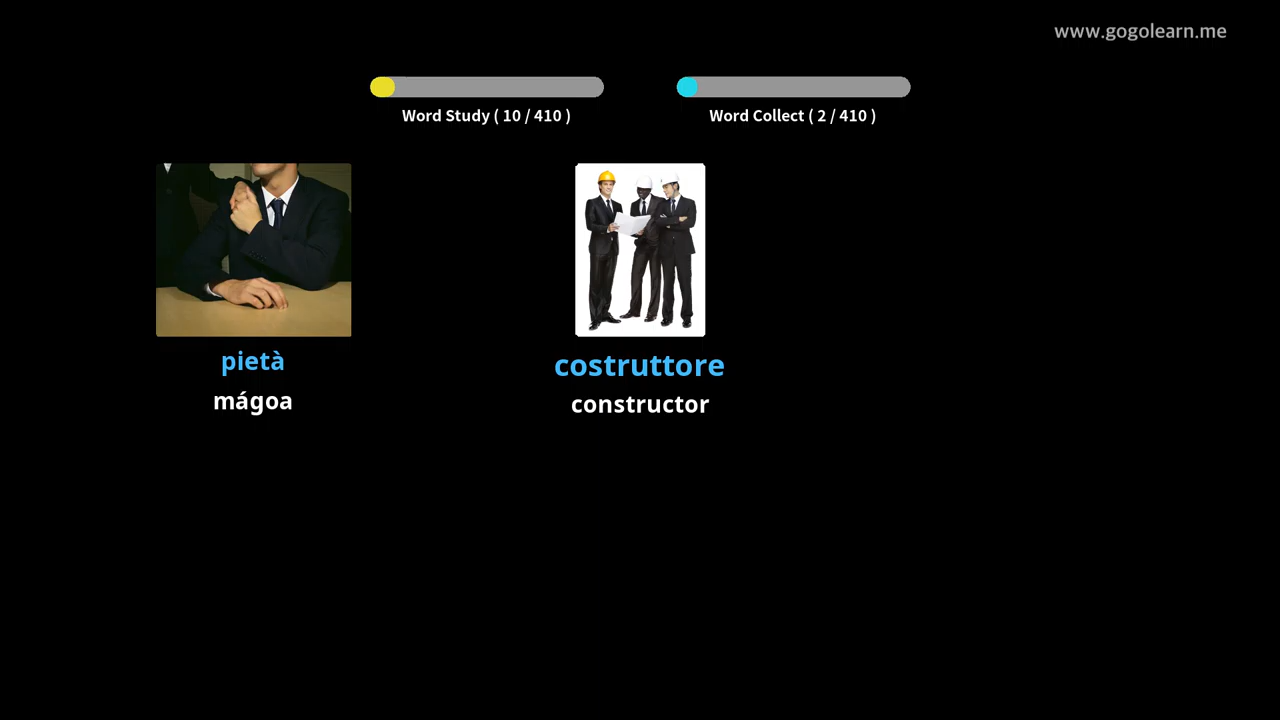 www.gogolearn.me
Word Study ( 10 / 410 )
Word Collect ( 2 / 410 )
pietà
mágoa
costruttore
constructor